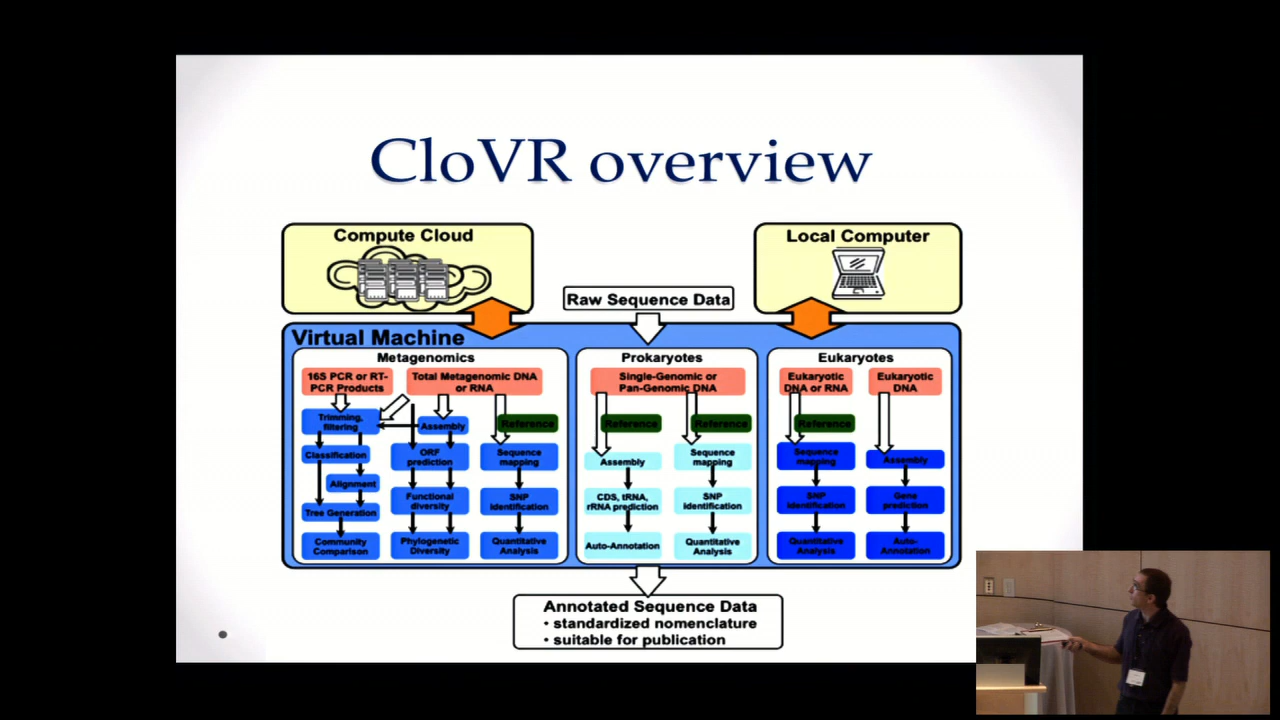 CloVR overview
Compute Cloud
Local Computer
Raw Sequence Data
Virtual Machine
Metagenomics
16S PCR or RT-
PCR Products
Total Metagenomic DNA
or RNA
Trimming,
filtering
Classification
Alignment
Tree Generation
Community
Comparison
Assembly
ORF
prediction
Functional
diversity
Phylogenetic
Diversity
Reference
Sequence
mapping
SNP
identification
Quantitative
Analysis
Prokaryotes
Single-Genomic or
Pan-Genomic DNA
Reference
Assembly
CDS, tRNA,
rRNA prediction
Auto-Annotation
Reference
Sequence
mapping
SNP
identification
Quantitative
Analysis
Eukaryotes
Eukaryotic
DNA or RNA
Reference
Sequence
mapping
SNP
identification
Quantitative
Analysis
Eukaryotic
DNA
Assembly
Gene
prediction
Auto-
Annotation
Annotated Sequence Data
• standardized nomenclature
• suitable for publication